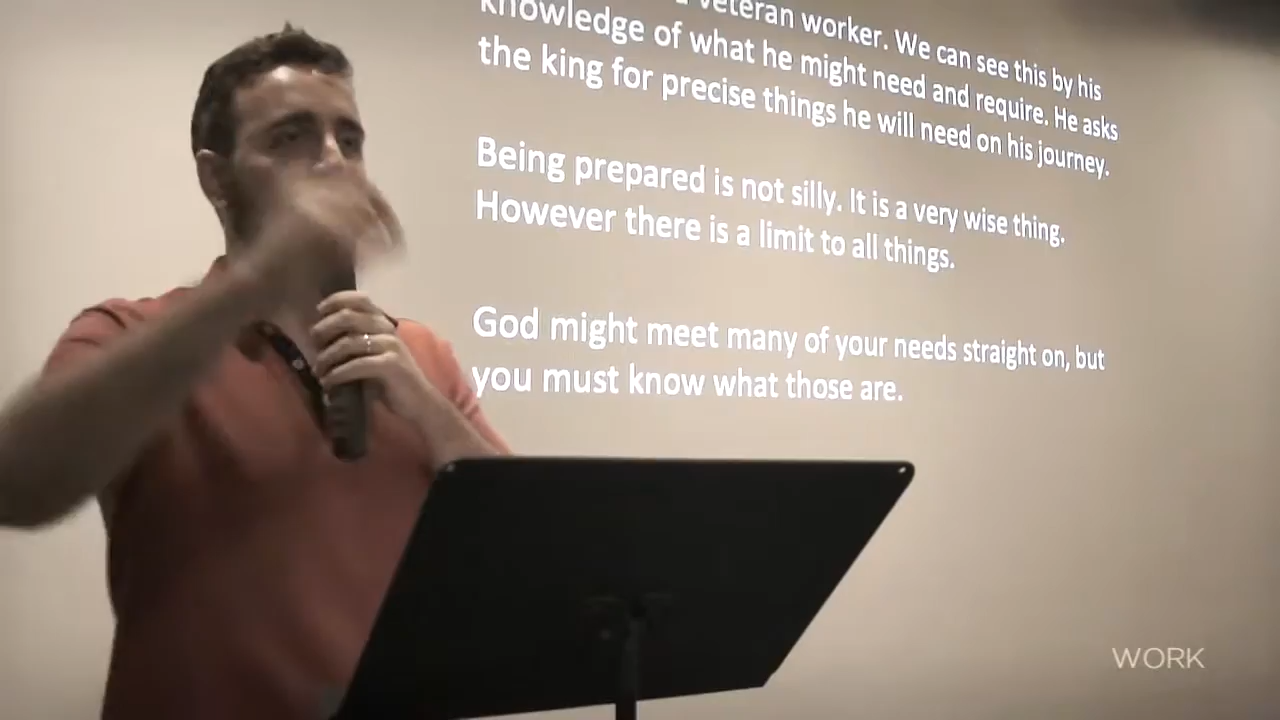 veteran worker. We can see this by his
knowledge of what he might need and require. He asks
the king for precise things he will need on his journey.
Being prepared is not silly. It is a very wise thing.
However there is a limit to all things.
God might meet many of your needs straight on, but
you must know what those are.
WORK